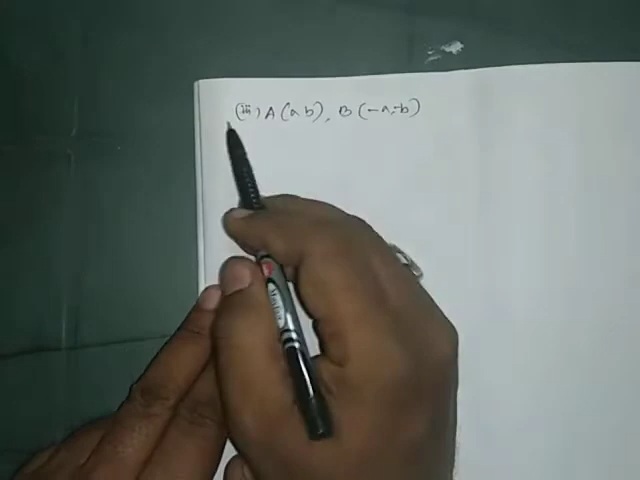 (iii) A (a b), B (-a,-b)